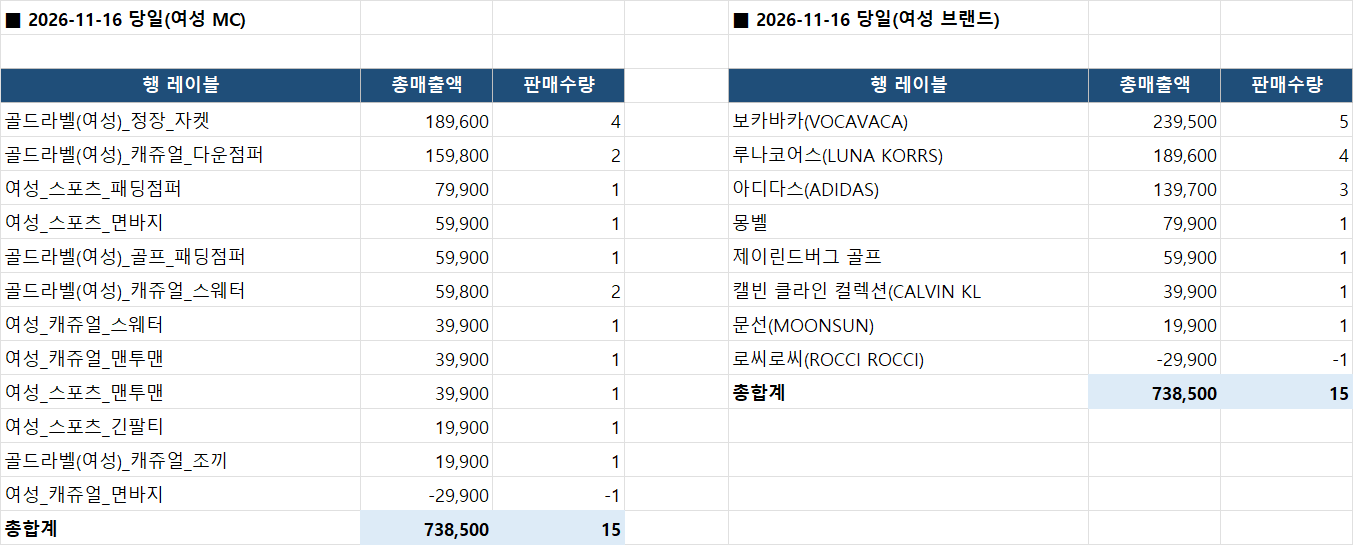 ■ 2026-11-16 당일(여성 MC)
행 레이블 총매출액 판매수량
골드라벨(여성)_정장_자켓 189,600 4
골드라벨(여성)_캐쥬얼_다운점퍼 159,800 2
여성_스포츠_패딩점퍼 79,900 1
여성_스포츠_면바지 59,900 1
골드라벨(여성)_골프_패딩점퍼 59,900 1
골드라벨(여성)_캐쥬얼_스웨터 59,800 2
여성_캐쥬얼_스웨터 39,900 1
여성_캐쥬얼_맨투맨 39,900 1
여성_스포츠_맨투맨 39,900 1
여성_스포츠_긴팔티 19,900 1
골드라벨(여성)_캐쥬얼_조끼 19,900 1
여성_캐쥬얼_면바지 -29,900 -1
총합계 738,500 15
■ 2026-11-16 당일(여성 브랜드)
행 레이블 총매출액 판매수량
보카바카(VOCAVACA) 239,500 5
루나코어스(LUNA KORRS) 189,600 4
아디다스(ADIDAS) 139,700 3
몽벨 79,900 1
제이린드버그 골프 59,900 1
캘빈 클라인 컬렉션(CALVIN KL 39,900 1
문선(MOONSUN) 19,900 1
로씨로씨(ROCCI ROCCI) -29,900 -1
총합계 738,500 15